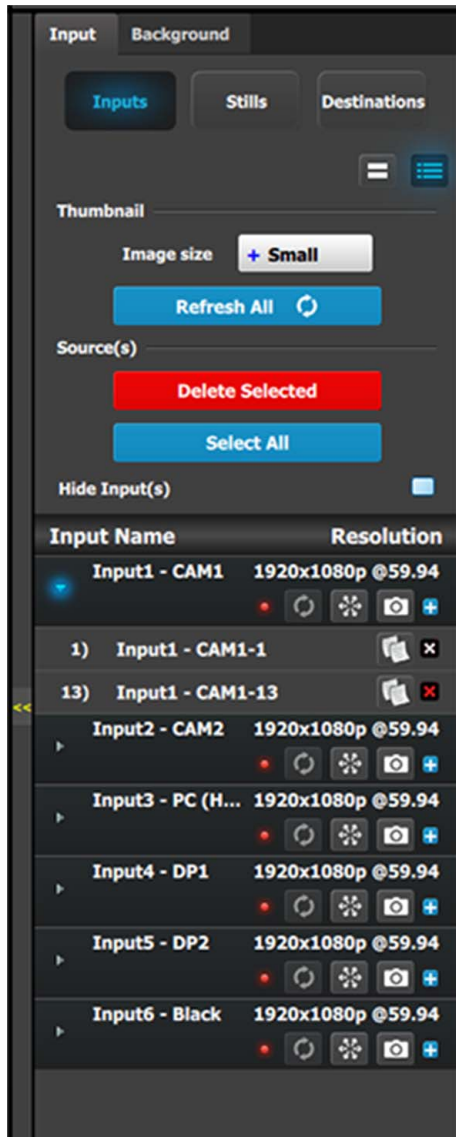 Input Background
Inputs Stills Destinations
Thumbnail
Image size + Small
Refresh All
Source(s)
Delete Selected
Select All
Hide Input(s)
Input Name Resolution
Input1 - CAM1 1920x1080p @59.94
1) Input1 - CAM1-1
<<
13) Input1 - CAM1-13
Input2 - CAM2 1920x1080p @59.94
Input3 - PC (H... 1920x1080p @59.94
Input4 - DP1 1920x1080p @59.94
Input5 - DP2 1920x1080p @59.94
Input6 - Black 1920x1080p @59.94